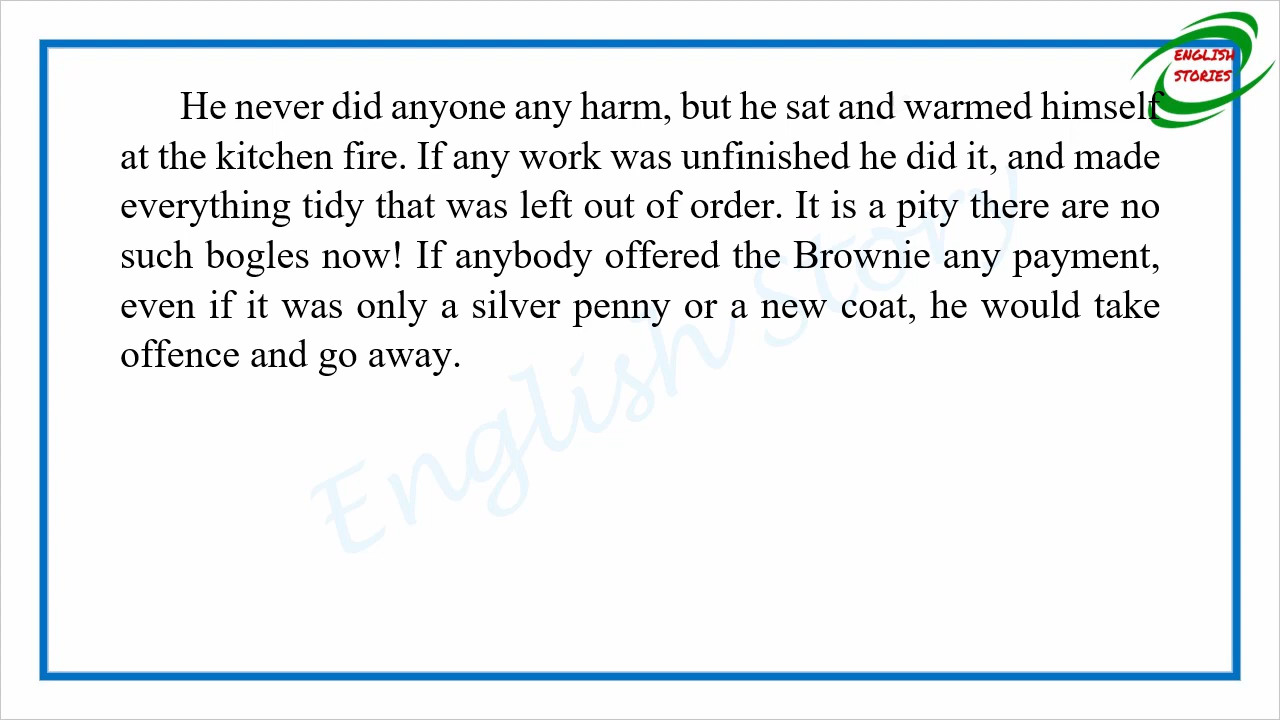 ENGLISH
STORIES
He never did anyone any harm, but he sat and warmed himself
at the kitchen fire. If any work was unfinished he did it, and made
everything tidy that was left out of order. It is a pity there are no
such bogles now! If anybody offered the Brownie any payment,
even if it was only a silver penny or a new coat, he would take
offence and go away.
English Story